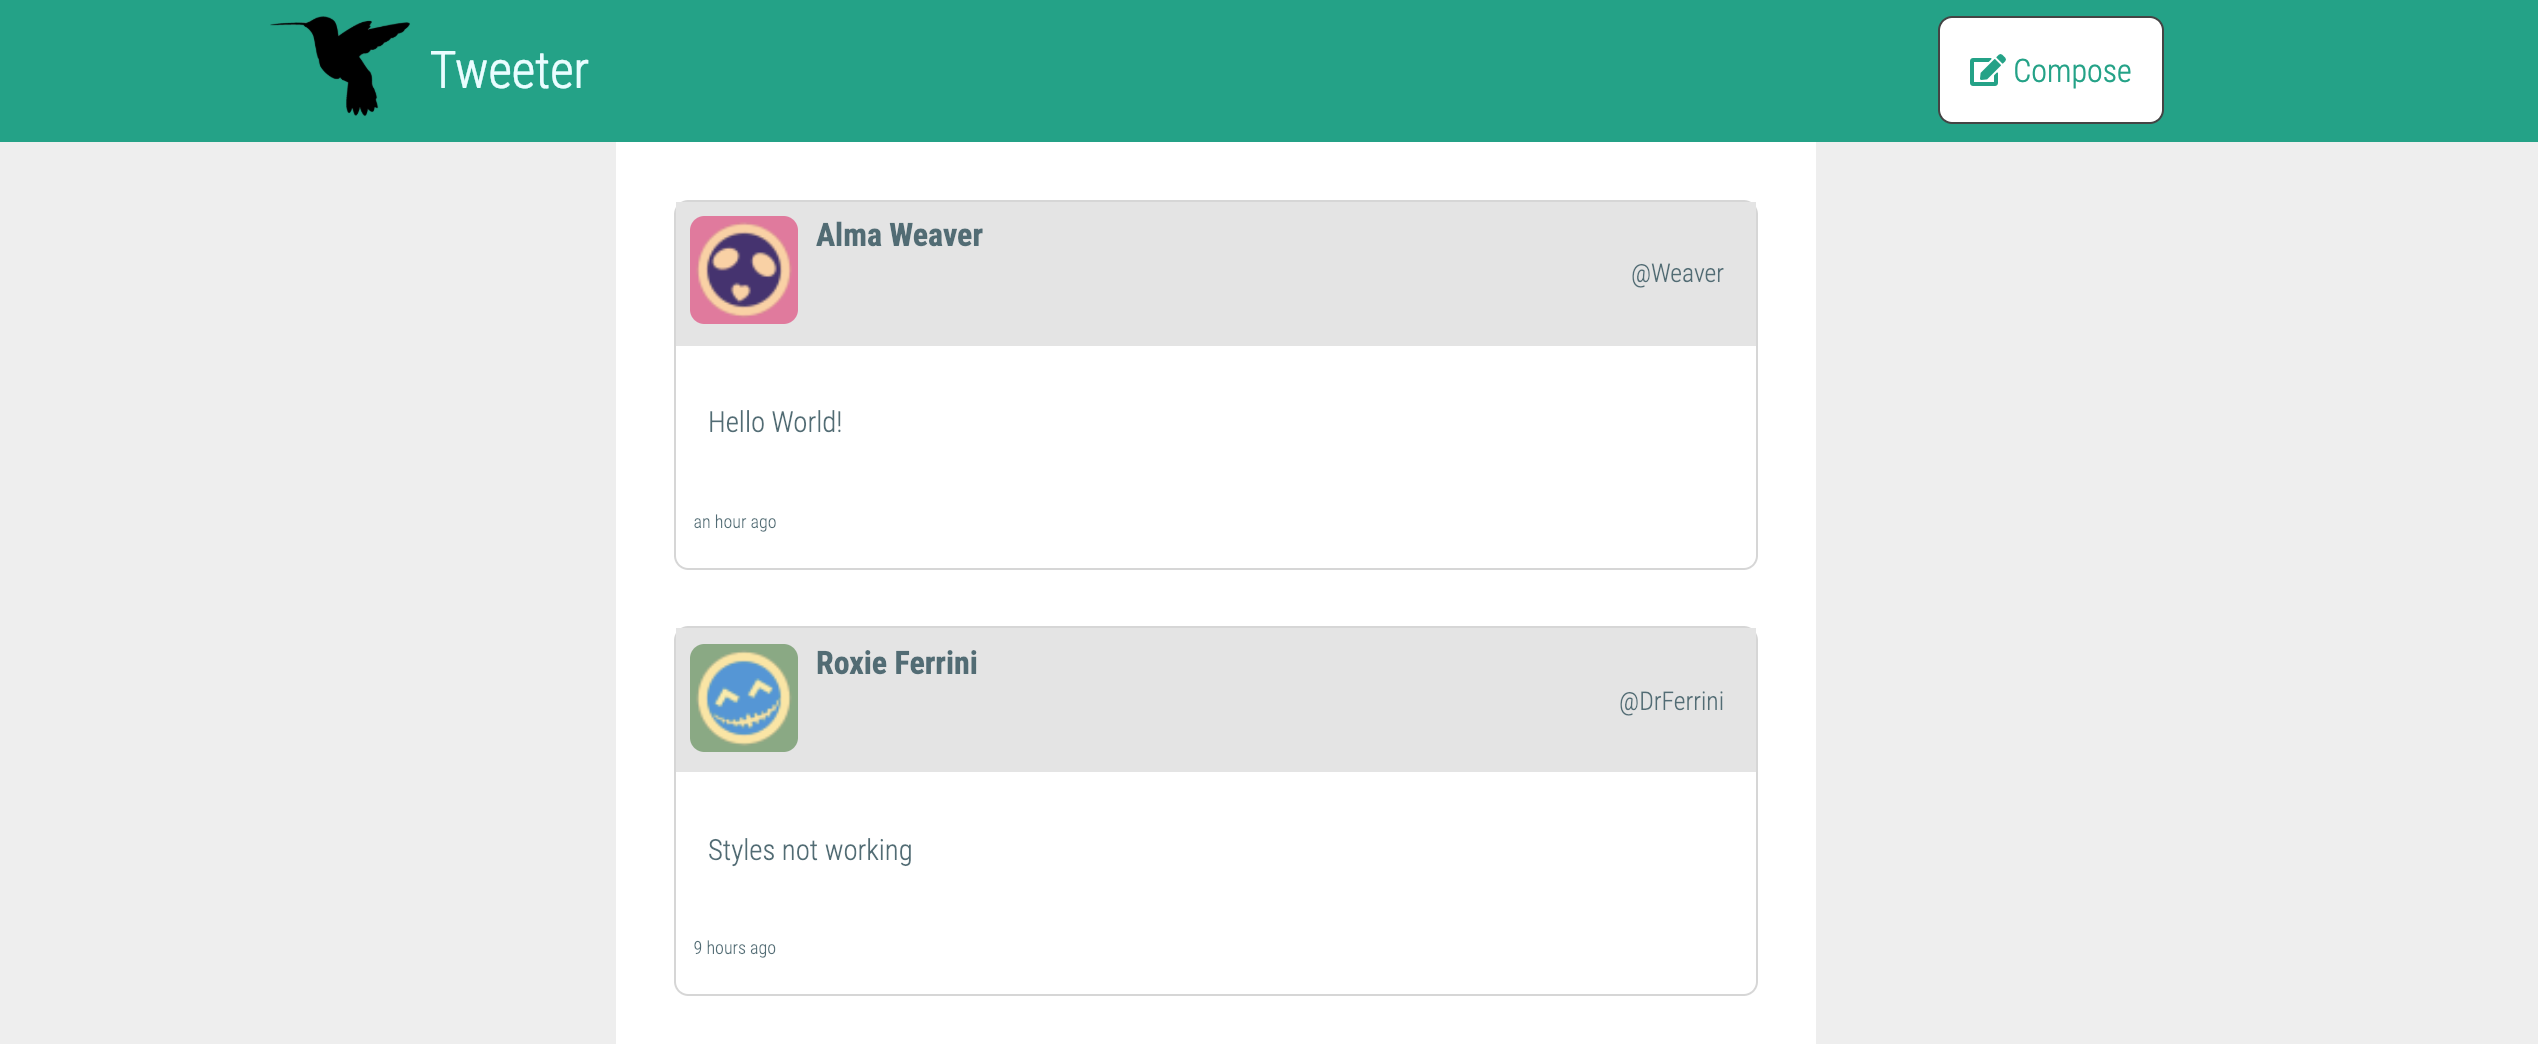 Tweeter
Compose
Alma Weaver
@Weaver
Hello World!
an hour ago
Roxie Ferrini
@DrFerrini
Styles not working
9 hours ago